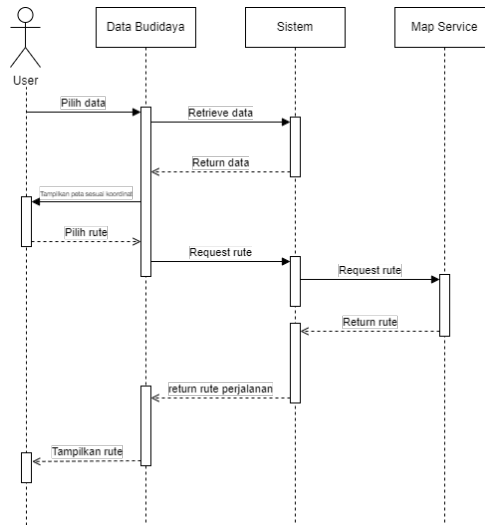 Data Budidaya
Sistem
Map Service
User
Pilih data
Retrieve data
Return data
Tampilkan peta sesuai koordinat
Pilih rute
Request rute
Request rute
Return rute
return rute perjalanan
Tampilkan rute